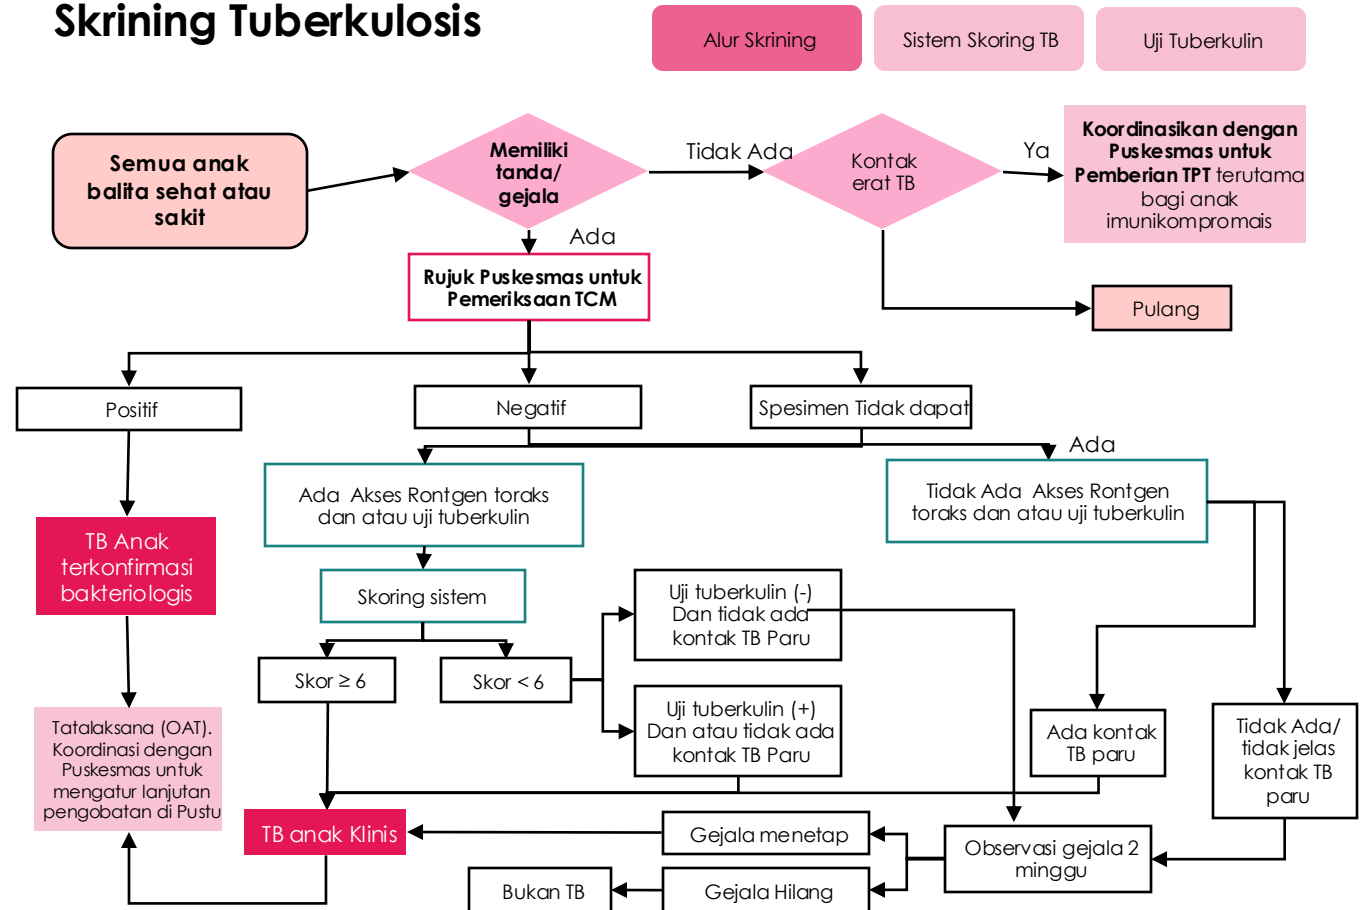 Skrining Tuberkulosis
Alur Skrining
Sistem Skoring TB
Uji Tuberkulin
Semua anak
balita sehat atau
sakit
Memiliki
tanda/
gejala
Tidak Ada
Kontak
erat TB
Ya
Koordinasikan dengan
Puskesmas untuk
Pemberian TPT terutama
bagi anak
imunikompromais
Ada
Rujuk Puskesmas untuk
Pemeriksaan TCM
Pulang
Positif
Negatif
Spesimen Tidak dapat
Ada
Ada Akses Rontgen toraks
dan atau uji tuberkulin
Tidak Ada Akses Rontgen
toraks dan atau uji tuberkulin
TB Anak
terkonfirmasi
bakteriologis
Skoring sistem
Uji tuberkulin (-)
Dan tidak ada
kontak TB Paru
Skor ≥ 6
Skor < 6
Uji tuberkulin (+)
Dan atau tidak ada
kontak TB Paru
Ada kontak
TB paru
Tidak Ada/
tidak jelas
kontak TB
paru
Tatalaksana (OAT).
Koordinasi dengan
Puskesmas untuk
mengatur lanjutan
pengobatan di Pustu
TB anak Klinis
Gejala menetap
Observasi gejala 2
minggu
Bukan TB
Gejala Hilang